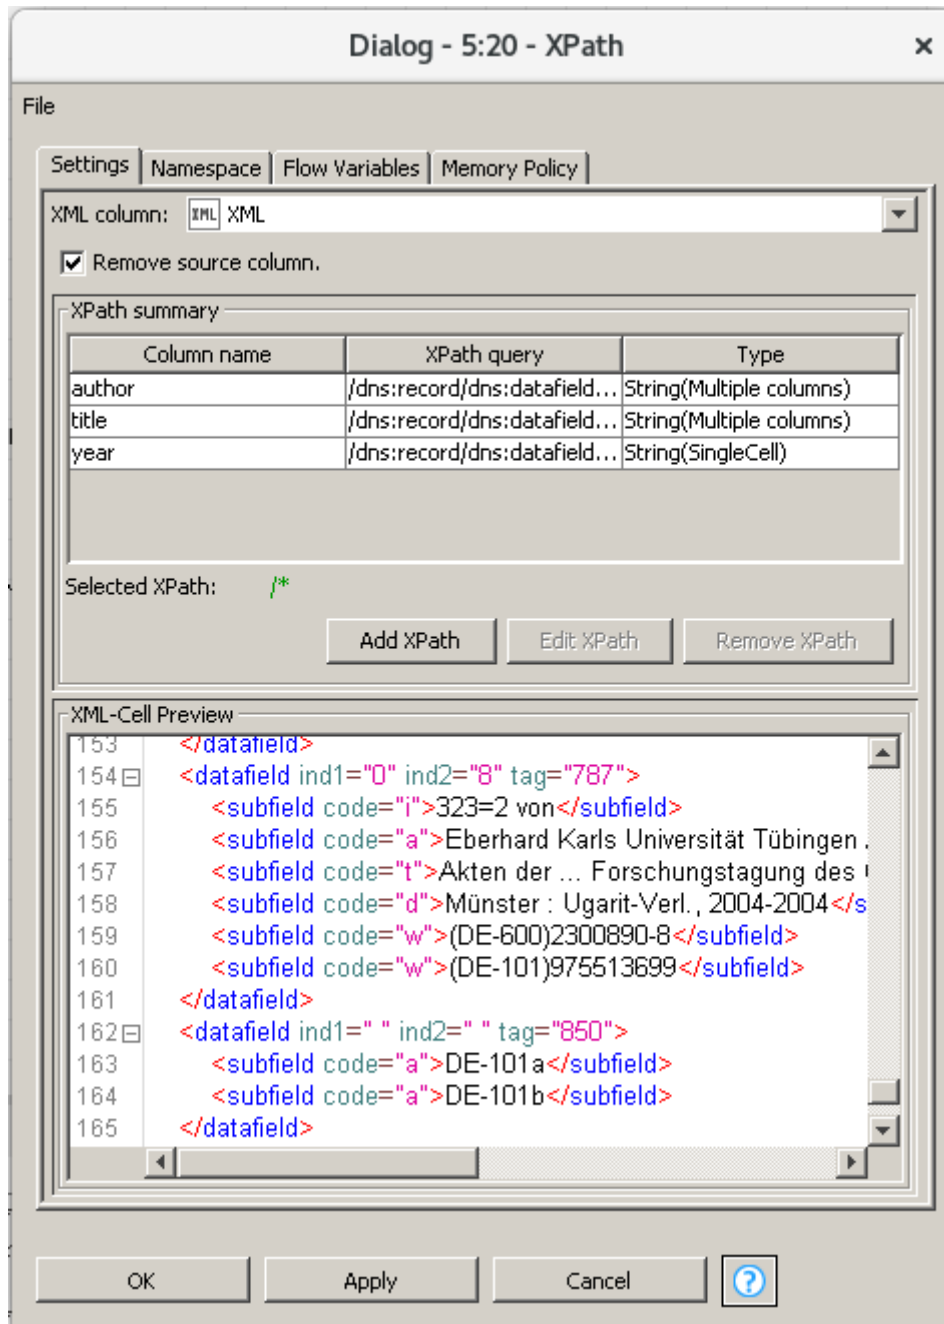 Dialog - 5:20 - XPath ×
File
Settings Namespace Flow Variables Memory Policy
XML column: XML XML
Remove source column.
XPath summary
Column name XPath query Type
author /dns:record/dns:datafield... String(Multiple columns)
title /dns:record/dns:datafield... String(Multiple columns)
year /dns:record/dns:datafield... String(SingleCell)
Selected XPath: /*
Add XPath Edit XPath Remove XPath
XML-Cell Preview
153 </datafield>
154 <datafield ind1="0" ind2="8" tag="787">
155 <subfield code="i">323=2 von</subfield>
156 <subfield code="a">Eberhard Karls Universität Tübingen .
157 <subfield code="t">Akten der ... Forschungstagung des
158 <subfield code="d">Münster : Ugarit-Verl., 2004-2004</s
159 <subfield code="w">(DE-600)2300890-8</subfield>
160 <subfield code="w">(DE-101)975513699</subfield>
161 </datafield>
162 <datafield ind1=" " ind2=" " tag="850">
163 <subfield code="a">DE-101a</subfield>
164 <subfield code="a">DE-101b</subfield>
165 </datafield>
OK Apply Cancel ?